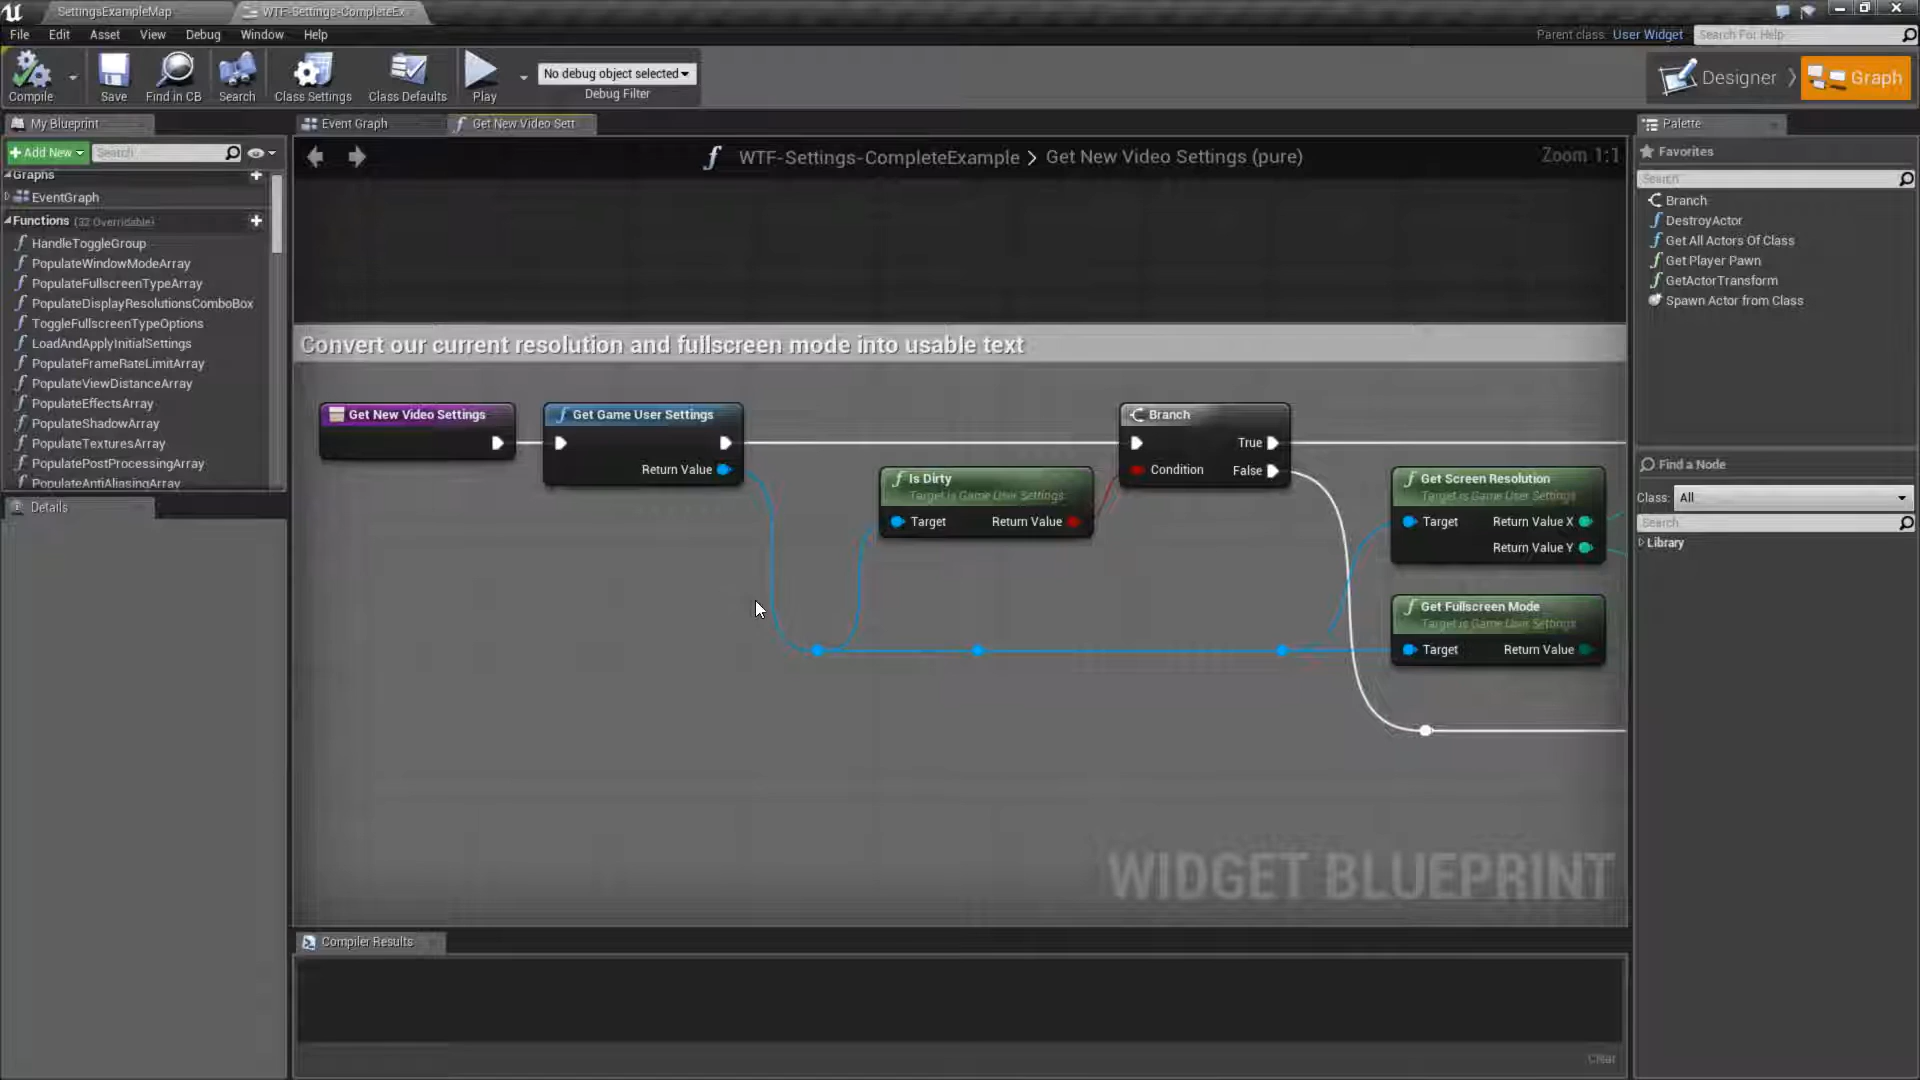 SettingsExampleMap
WTF-Settings-CompleteEx
File Edit Asset View Debug Window Help
Parent class: User Widget
Search For Help
Compile
Save
Find in CB
Search
Class Settings
Class Defaults
Play
No debug object selected
Debug Filter
Designer
Graph
My Blueprint
Add New
Search
Graphs
EventGraph
Functions (32 Overridable)
HandleToggleGroup
PopulateWindowModeArray
PopulateFullscreenTypeArray
PopulateDisplayResolutionsComboBox
ToggleFullscreenTypeOptions
LoadAndApplyInitialSettings
PopulateFrameRateLimitArray
PopulateViewDistanceArray
PopulateEffectsArray
PopulateShadowArray
PopulateTexturesArray
PopulatePostProcessingArray
PopulateAntiAliasingArray
Details
Event Graph
Get New Video Sett
WTF-Settings-CompleteExample > Get New Video Settings (pure)
Zoom 1:1
Convert our current resolution and fullscreen mode into usable text
Get New Video Settings
Get Game User Settings
Return Value
Is Dirty
Target is Game User Settings
Target Return Value
Branch
True
Condition False
Get Screen Resolution
Target is Game User Settings
Target Return Value X
Return Value Y
Get Fullscreen Mode
Target is Game User Settings
Target Return Value
WIDGET BLUEPRINT
Compiler Results
Clear
Palette
Favorites
Search
Branch
DestroyActor
Get All Actors Of Class
Get Player Pawn
GetActorTransform
Spawn Actor from Class
Find a Node
Class: All
Search
Library